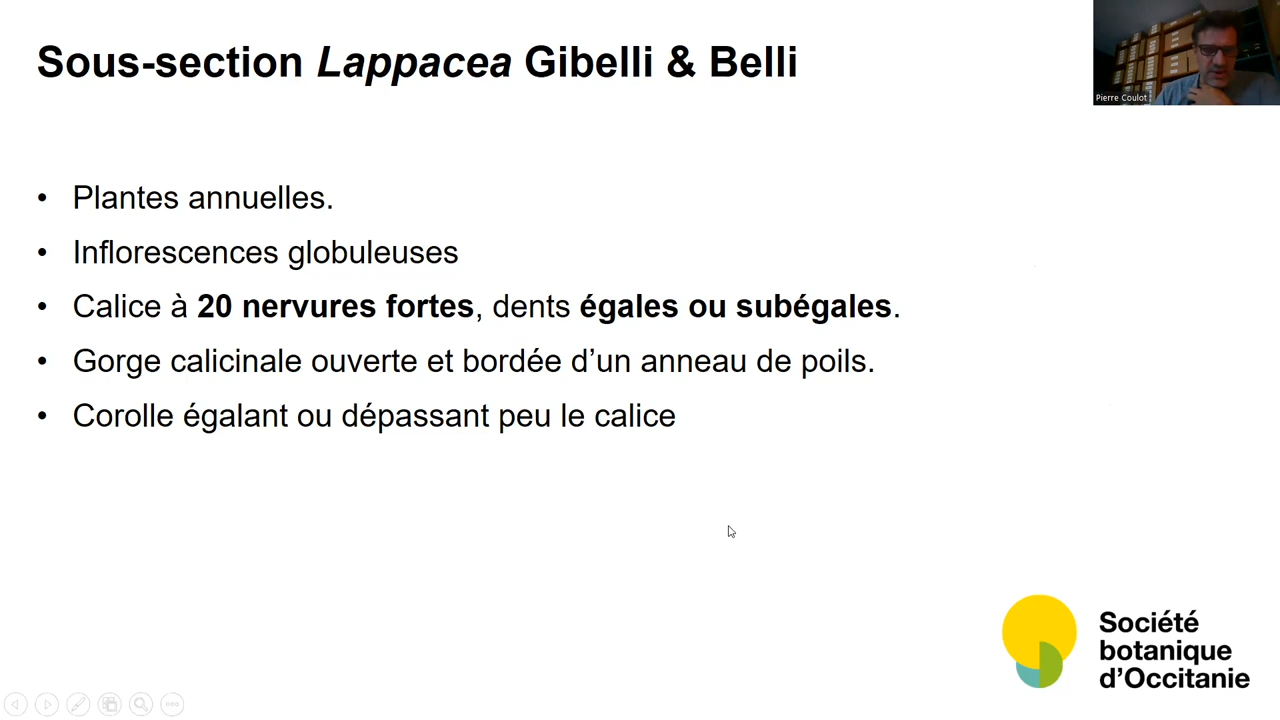 Sous-section Lappacea Gibelli & Belli
Pierre Coulot
• Plantes annuelles.
• Inflorescences globuleuses
• Calice à 20 nervures fortes, dents égales ou subégales.
• Gorge calicinale ouverte et bordée d’un anneau de poils.
• Corolle égalant ou dépassant peu le calice
Société
botanique
d’Occitanie